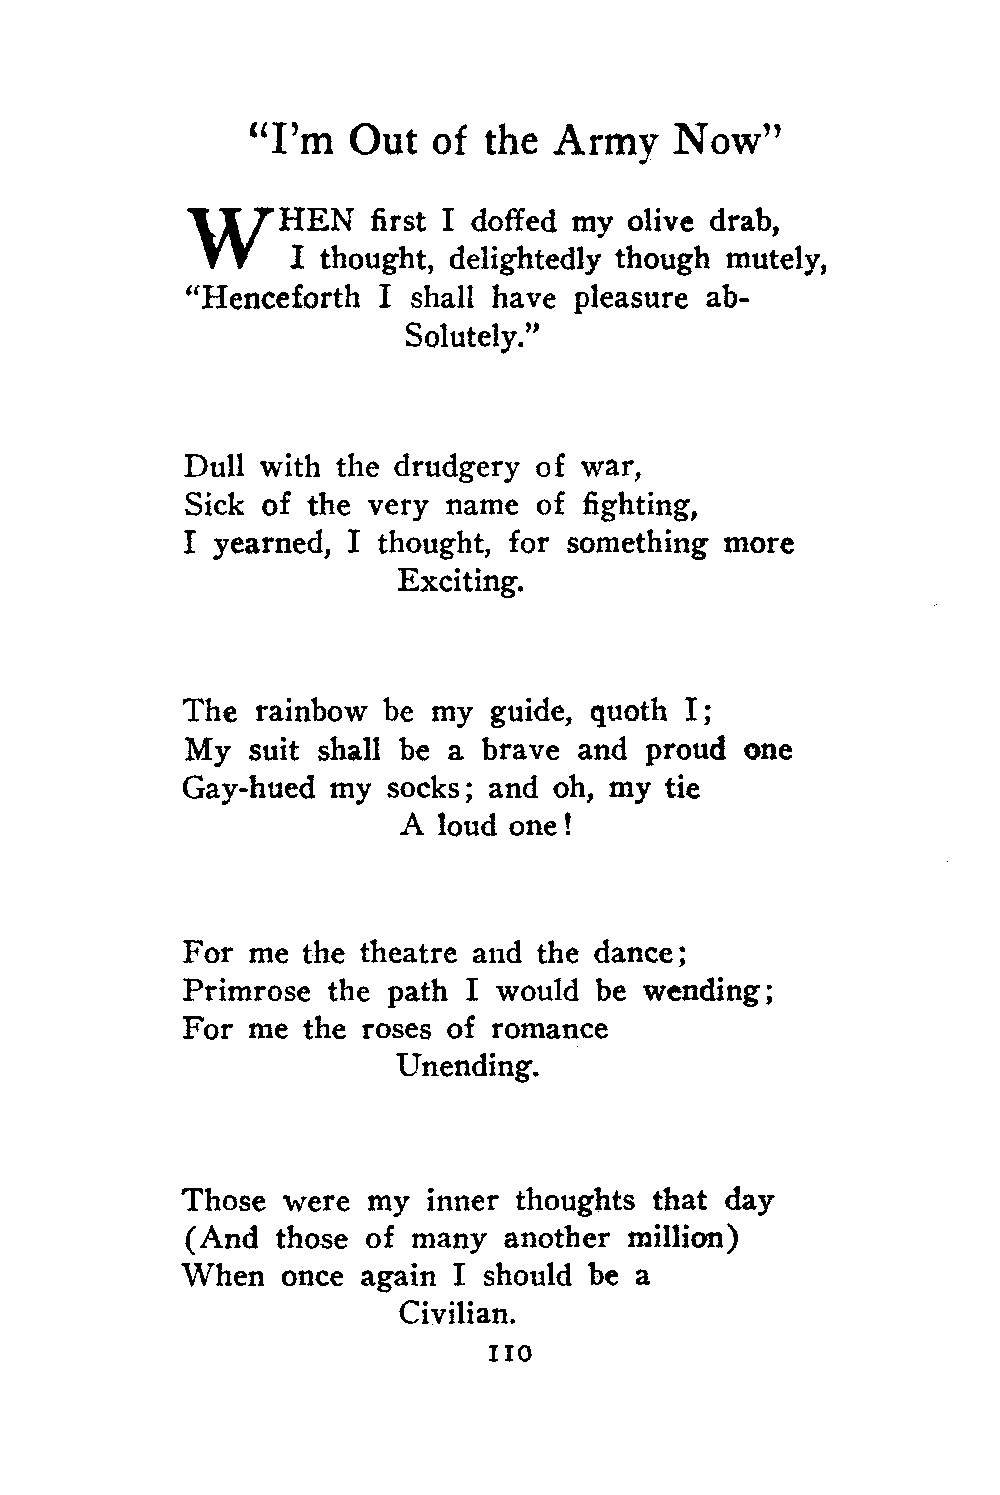 "I'm Out of the Army Now"
WHEN first I doffed my olive drab,
I thought, delightedly though mutely,
"Henceforth I shall have pleasure ab-
Solutely."
Dull with the drudgery of war,
Sick of the very name of fighting,
I yearned, I thought, for something more
Exciting.
The rainbow be my guide, quoth I;
My suit shall be a brave and proud one
Gay-hued my socks; and oh, my tie
A loud one!
For me the theatre and the dance;
Primrose the path I would be wending;
For me the roses of romance
Unending.
Those were my inner thoughts that day
(And those of many another million)
When once again I should be a
Civilian.
110